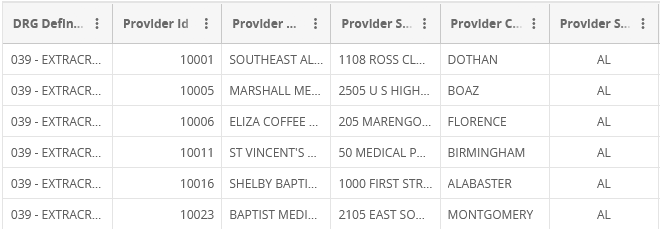 DRG Defin... Provider Id Provider ... Provider S... Provider C... Provider S...
039 - EXTRACR... 10001 SOUTHEAST AL... 1108 ROSS CL... DOTHAN AL
039 - EXTRACR... 10005 MARSHALL ME... 2505 U S HIGH... BOAZ AL
039 - EXTRACR... 10006 ELIZA COFFEE ... 205 MARENGO... FLORENCE AL
039 - EXTRACR... 10011 ST VINCENT'S ... 50 MEDICAL P... BIRMINGHAM AL
039 - EXTRACR... 10016 SHELBY BAPTI... 1000 FIRST STR... ALABASTER AL
039 - EXTRACR... 10023 BAPTIST MEDI... 2105 EAST SO... MONTGOMERY AL